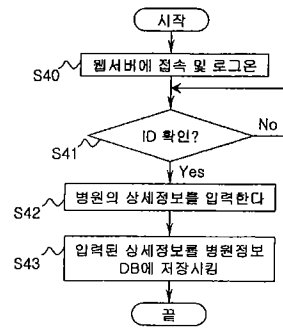 시작
S40
웹서버에 접속 및 로그온
ID 확인?
No
S41
Yes
S42
병원의 상세정보를 입력한다
S43
입력된 상세정보를 병원정보
DB에 저장시킴
끝